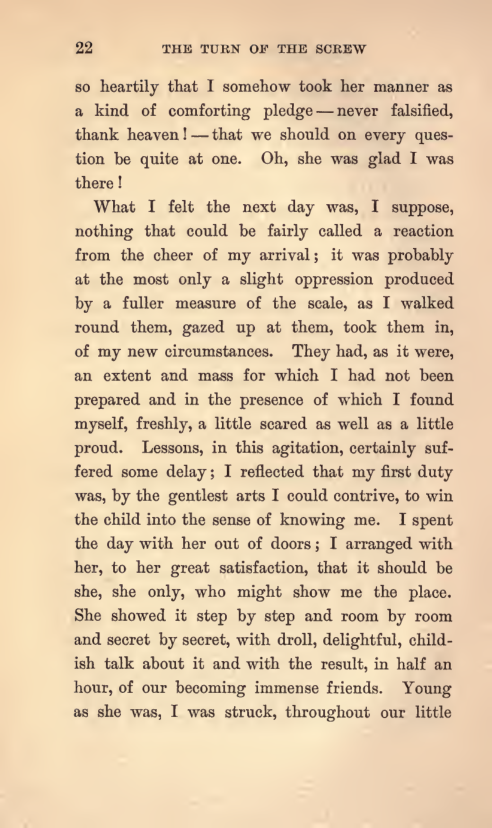 22 THE TURN OF THE SCREW
so heartily that I somehow took her manner as
a kind of comforting pledge — never falsified,
thank heaven! — that we should on every ques-
tion be quite at one. Oh, she was glad I was
there!
What I felt the next day was, I suppose,
nothing that could be fairly called a reaction
from the cheer of my arrival; it was probably
at the most only a slight oppression produced
by a fuller measure of the scale, as I walked
round them, gazed up at them, took them in,
of my new circumstances. They had, as it were,
an extent and mass for which I had not been
prepared and in the presence of which I found
myself, freshly, a little scared as well as a little
proud. Lessons, in this agitation, certainly suf-
fered some delay; I reflected that my first duty
was, by the gentlest arts I could contrive, to win
the child into the sense of knowing me. I spent
the day with her out of doors; I arranged with
her, to her great satisfaction, that it should be
she, she only, who might show me the place.
She showed it step by step and room by room
and secret by secret, with droll, delightful, child-
ish talk about it and with the result, in half an
hour, of our becoming immense friends. Young
as she was, I was struck, throughout our little